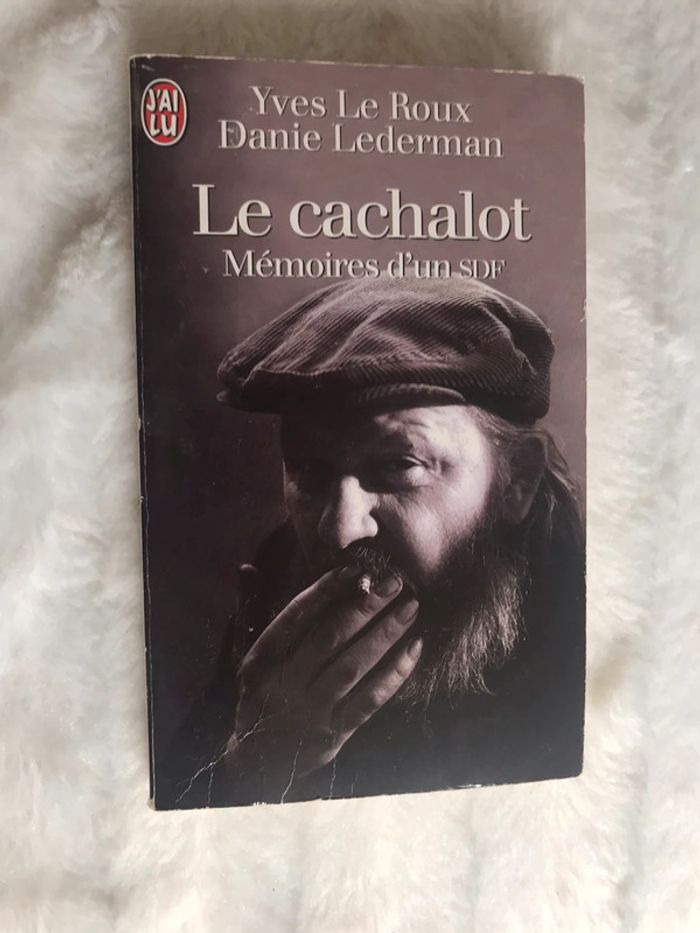 J'AI
LU
Yves Le Roux
Danie Lederman
Le cachalot
Mémoires d'un SDF